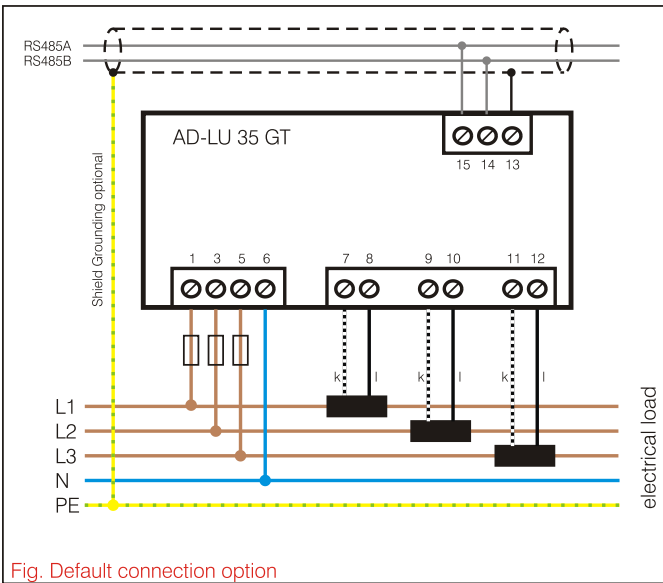 RS485A
RS485B
AD-LU 35 GT
15 14 13
Shield Grounding optional
1 3 5 6 7 8 9 10 11 12
k l k l k l
L1
L2
L3
N
PE
electrical load
Fig. Default connection option